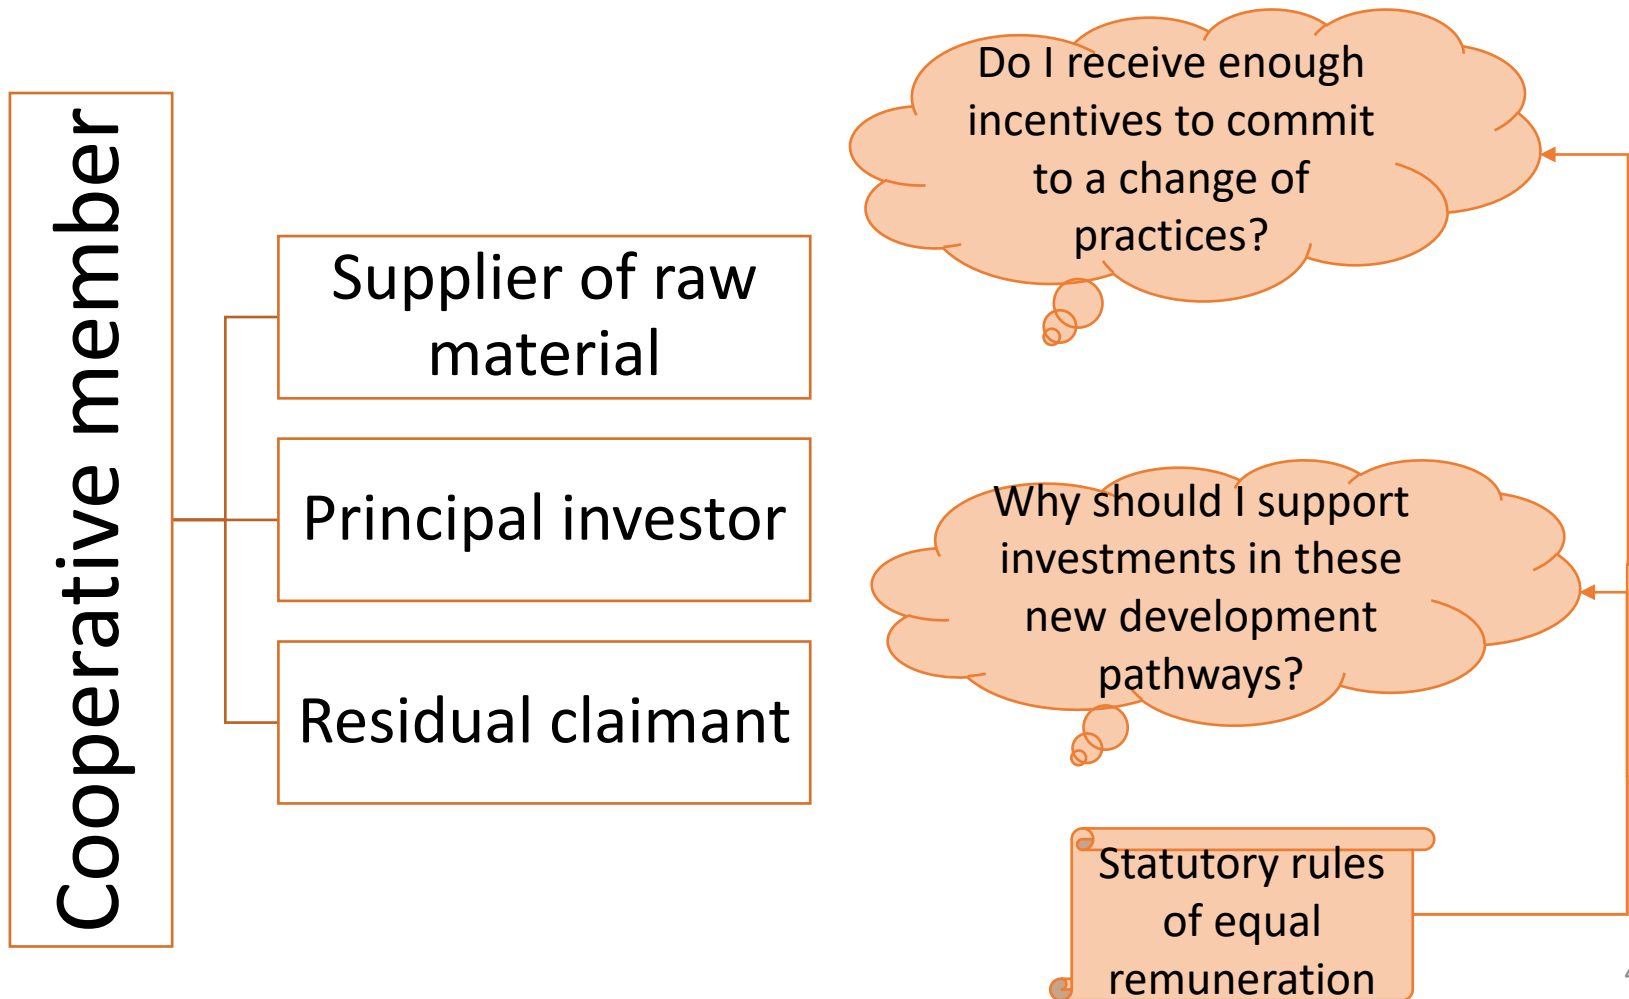 Cooperative member
Supplier of raw
material
Principal investor
Residual claimant
Do I receive enough
incentives to commit
to a change of
practices?
Why should I support
investments in these
new development
pathways?
Statutory rules
of equal
remuneration